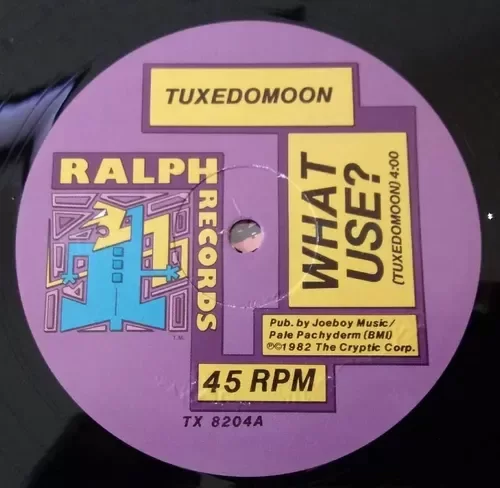 TUXEDOMOON
RALPH
RECORDS
T.M.
WHAT
USE?
(TUXEDOMOON) 4:00
Pub. by Joeboy Music/
Pale Pachyderm (BMI)
℗©1982 The Cryptic Corp.
45 RPM
TX 8204A